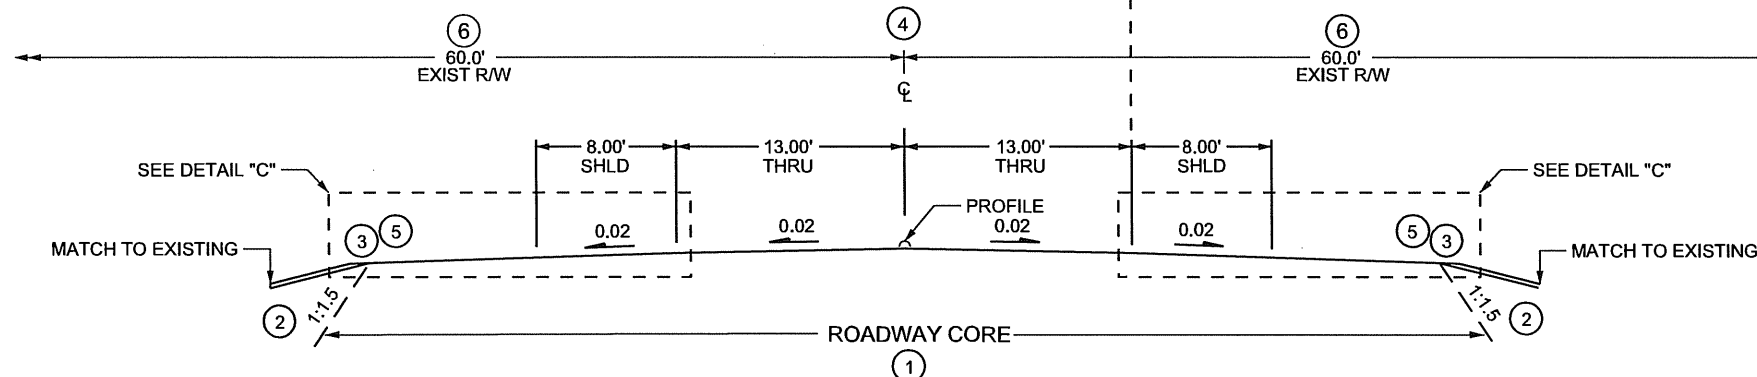 6
60.0'
EXIST R/W
4
6
60.0'
EXIST R/W
℄
8.00'
SHLD
13.00'
THRU
13.00'
THRU
8.00'
SHLD
SEE DETAIL "C"
SEE DETAIL "C"
PROFILE
0.02
0.02
0.02
0.02
MATCH TO EXISTING
3
5
5
3
MATCH TO EXISTING
2
1:1.5
1:1.5
2
ROADWAY CORE
1